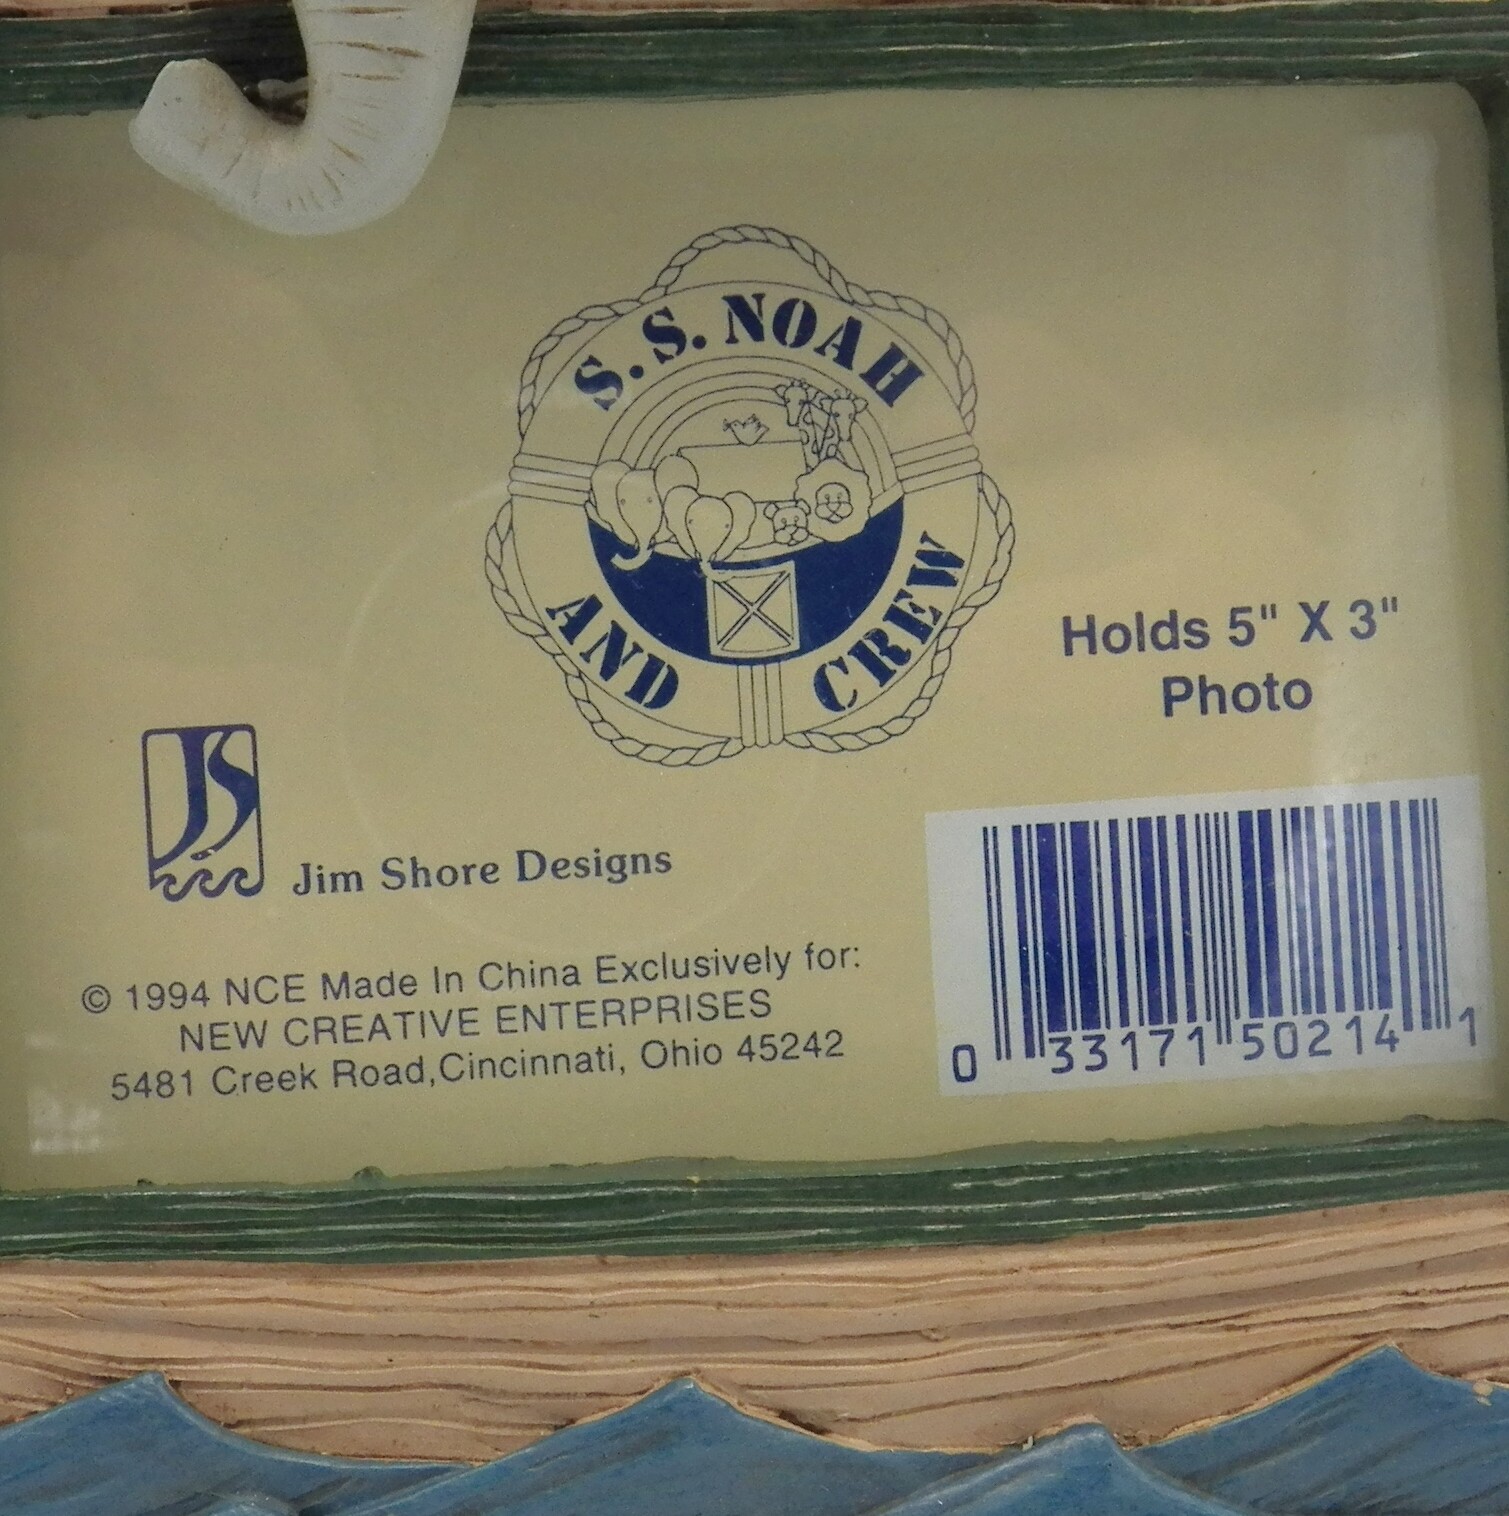 S. S. NOAH
AND CREW
Holds 5" X 3"
Photo
JS
Jim Shore Designs
© 1994 NCE Made In China Exclusively for:
NEW CREATIVE ENTERPRISES
5481 Creek Road, Cincinnati, Ohio 45242
0 33171 50214 1